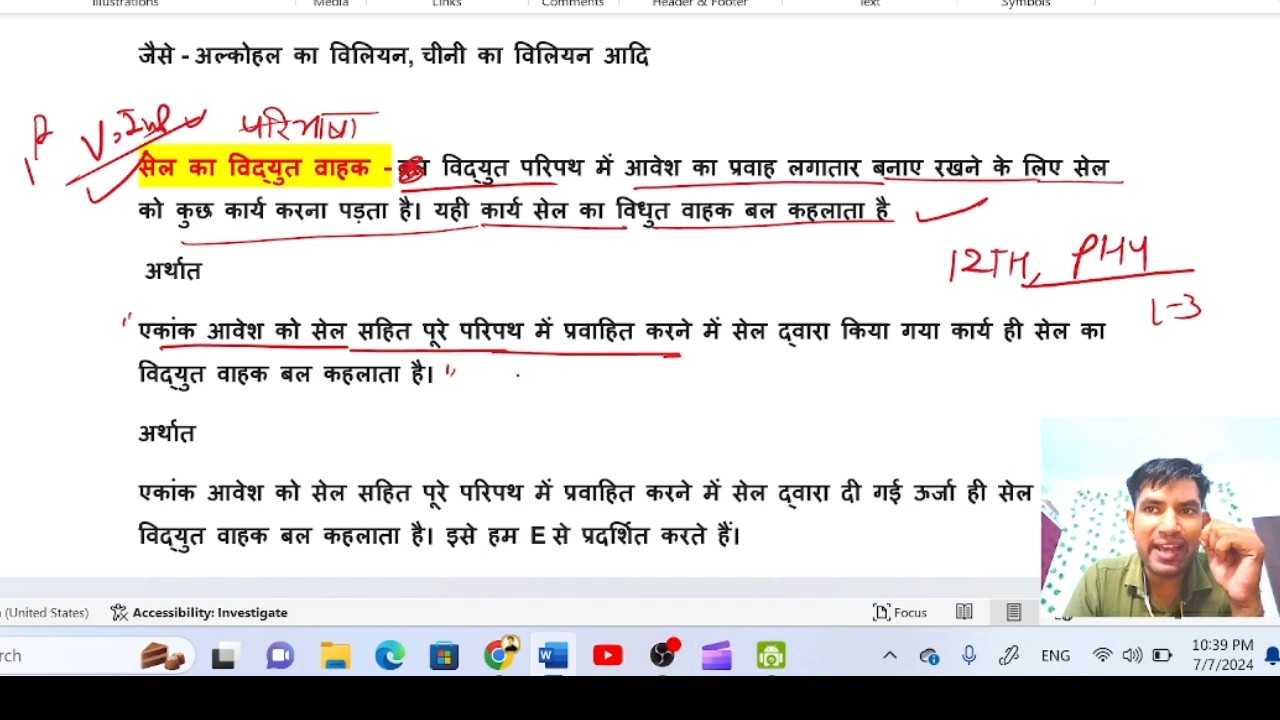 Illustrations Media Links Comments Header & Footer Text Symbols
जैसे - अल्कोहल का विलियन, चीनी का विलियन आदि
V.Imp परिभाषा
सेल का विद्युत वाहक - विद्युत परिपथ में आवेश का प्रवाह लगातार बनाए रखने के लिए सेल
को कुछ कार्य करना पड़ता है। यही कार्य सेल का विधुत वाहक बल कहलाता है
12TH, PHY
अर्थात
1-3
"एकांक आवेश को सेल सहित पूरे परिपथ में प्रवाहित करने में सेल द्वारा किया गया कार्य ही सेल का
विद्युत वाहक बल कहलाता है। "
अर्थात
एकांक आवेश को सेल सहित पूरे परिपथ में प्रवाहित करने में सेल द्वारा दी गई ऊर्जा ही सेल
विद्युत वाहक बल कहलाता है। इसे हम E से प्रदर्शित करते हैं।
(United States) Accessibility: Investigate Focus
rch ENG 10:39 PM
7/7/2024